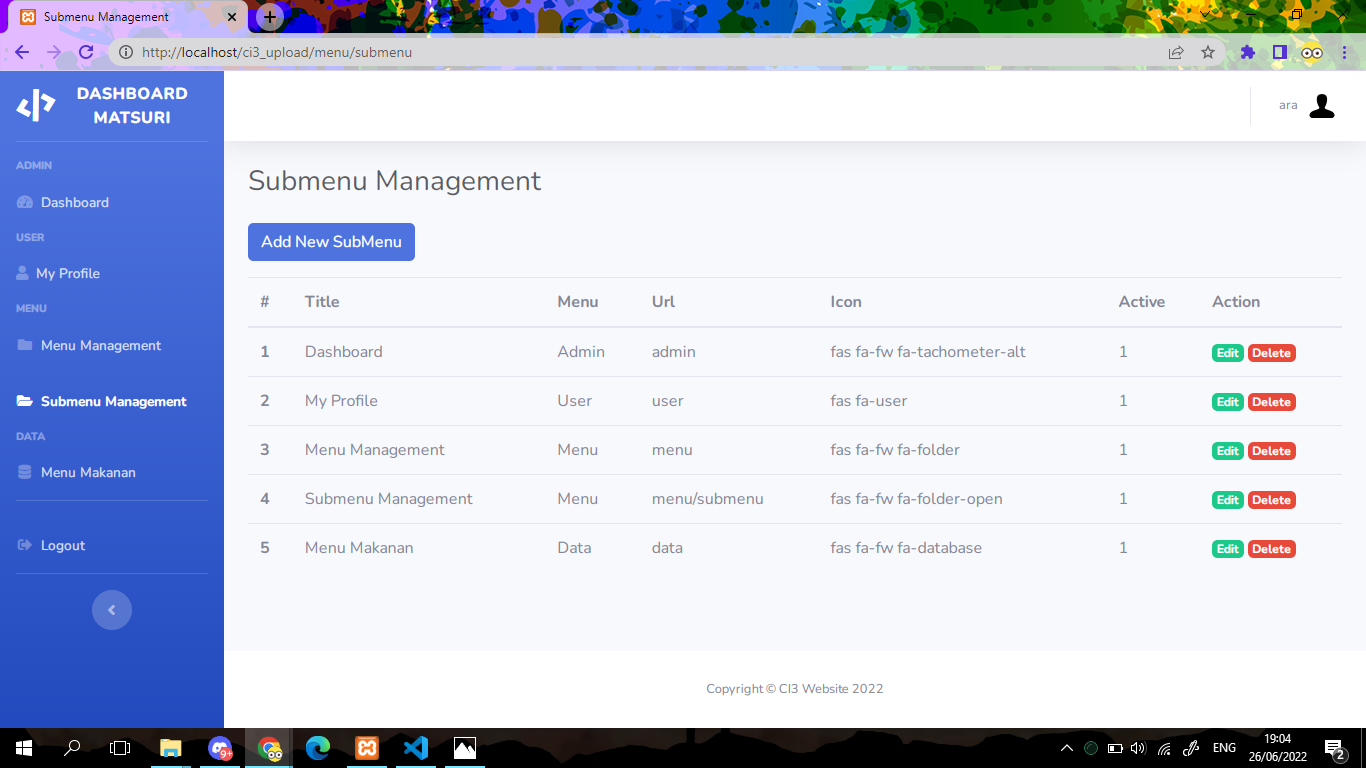 Submenu Management
http://localhost/ci3_upload/menu/submenu
DASHBOARD
MATSURI
ara
ADMIN
Dashboard
USER
My Profile
MENU
Menu Management
Submenu Management
DATA
Menu Makanan
Logout
Submenu Management
Add New SubMenu
# Title Menu Url Icon Active Action
1 Dashboard Admin admin fas fa-fw fa-tachometer-alt 1 Edit Delete
2 My Profile User user fas fa-user 1 Edit Delete
3 Menu Management Menu menu fas fa-fw fa-folder 1 Edit Delete
4 Submenu Management Menu menu/submenu fas fa-fw fa-folder-open 1 Edit Delete
5 Menu Makanan Data data fas fa-fw fa-database 1 Edit Delete
Copyright © CI3 Website 2022
9+
ENG
19:04
26/06/2022
2